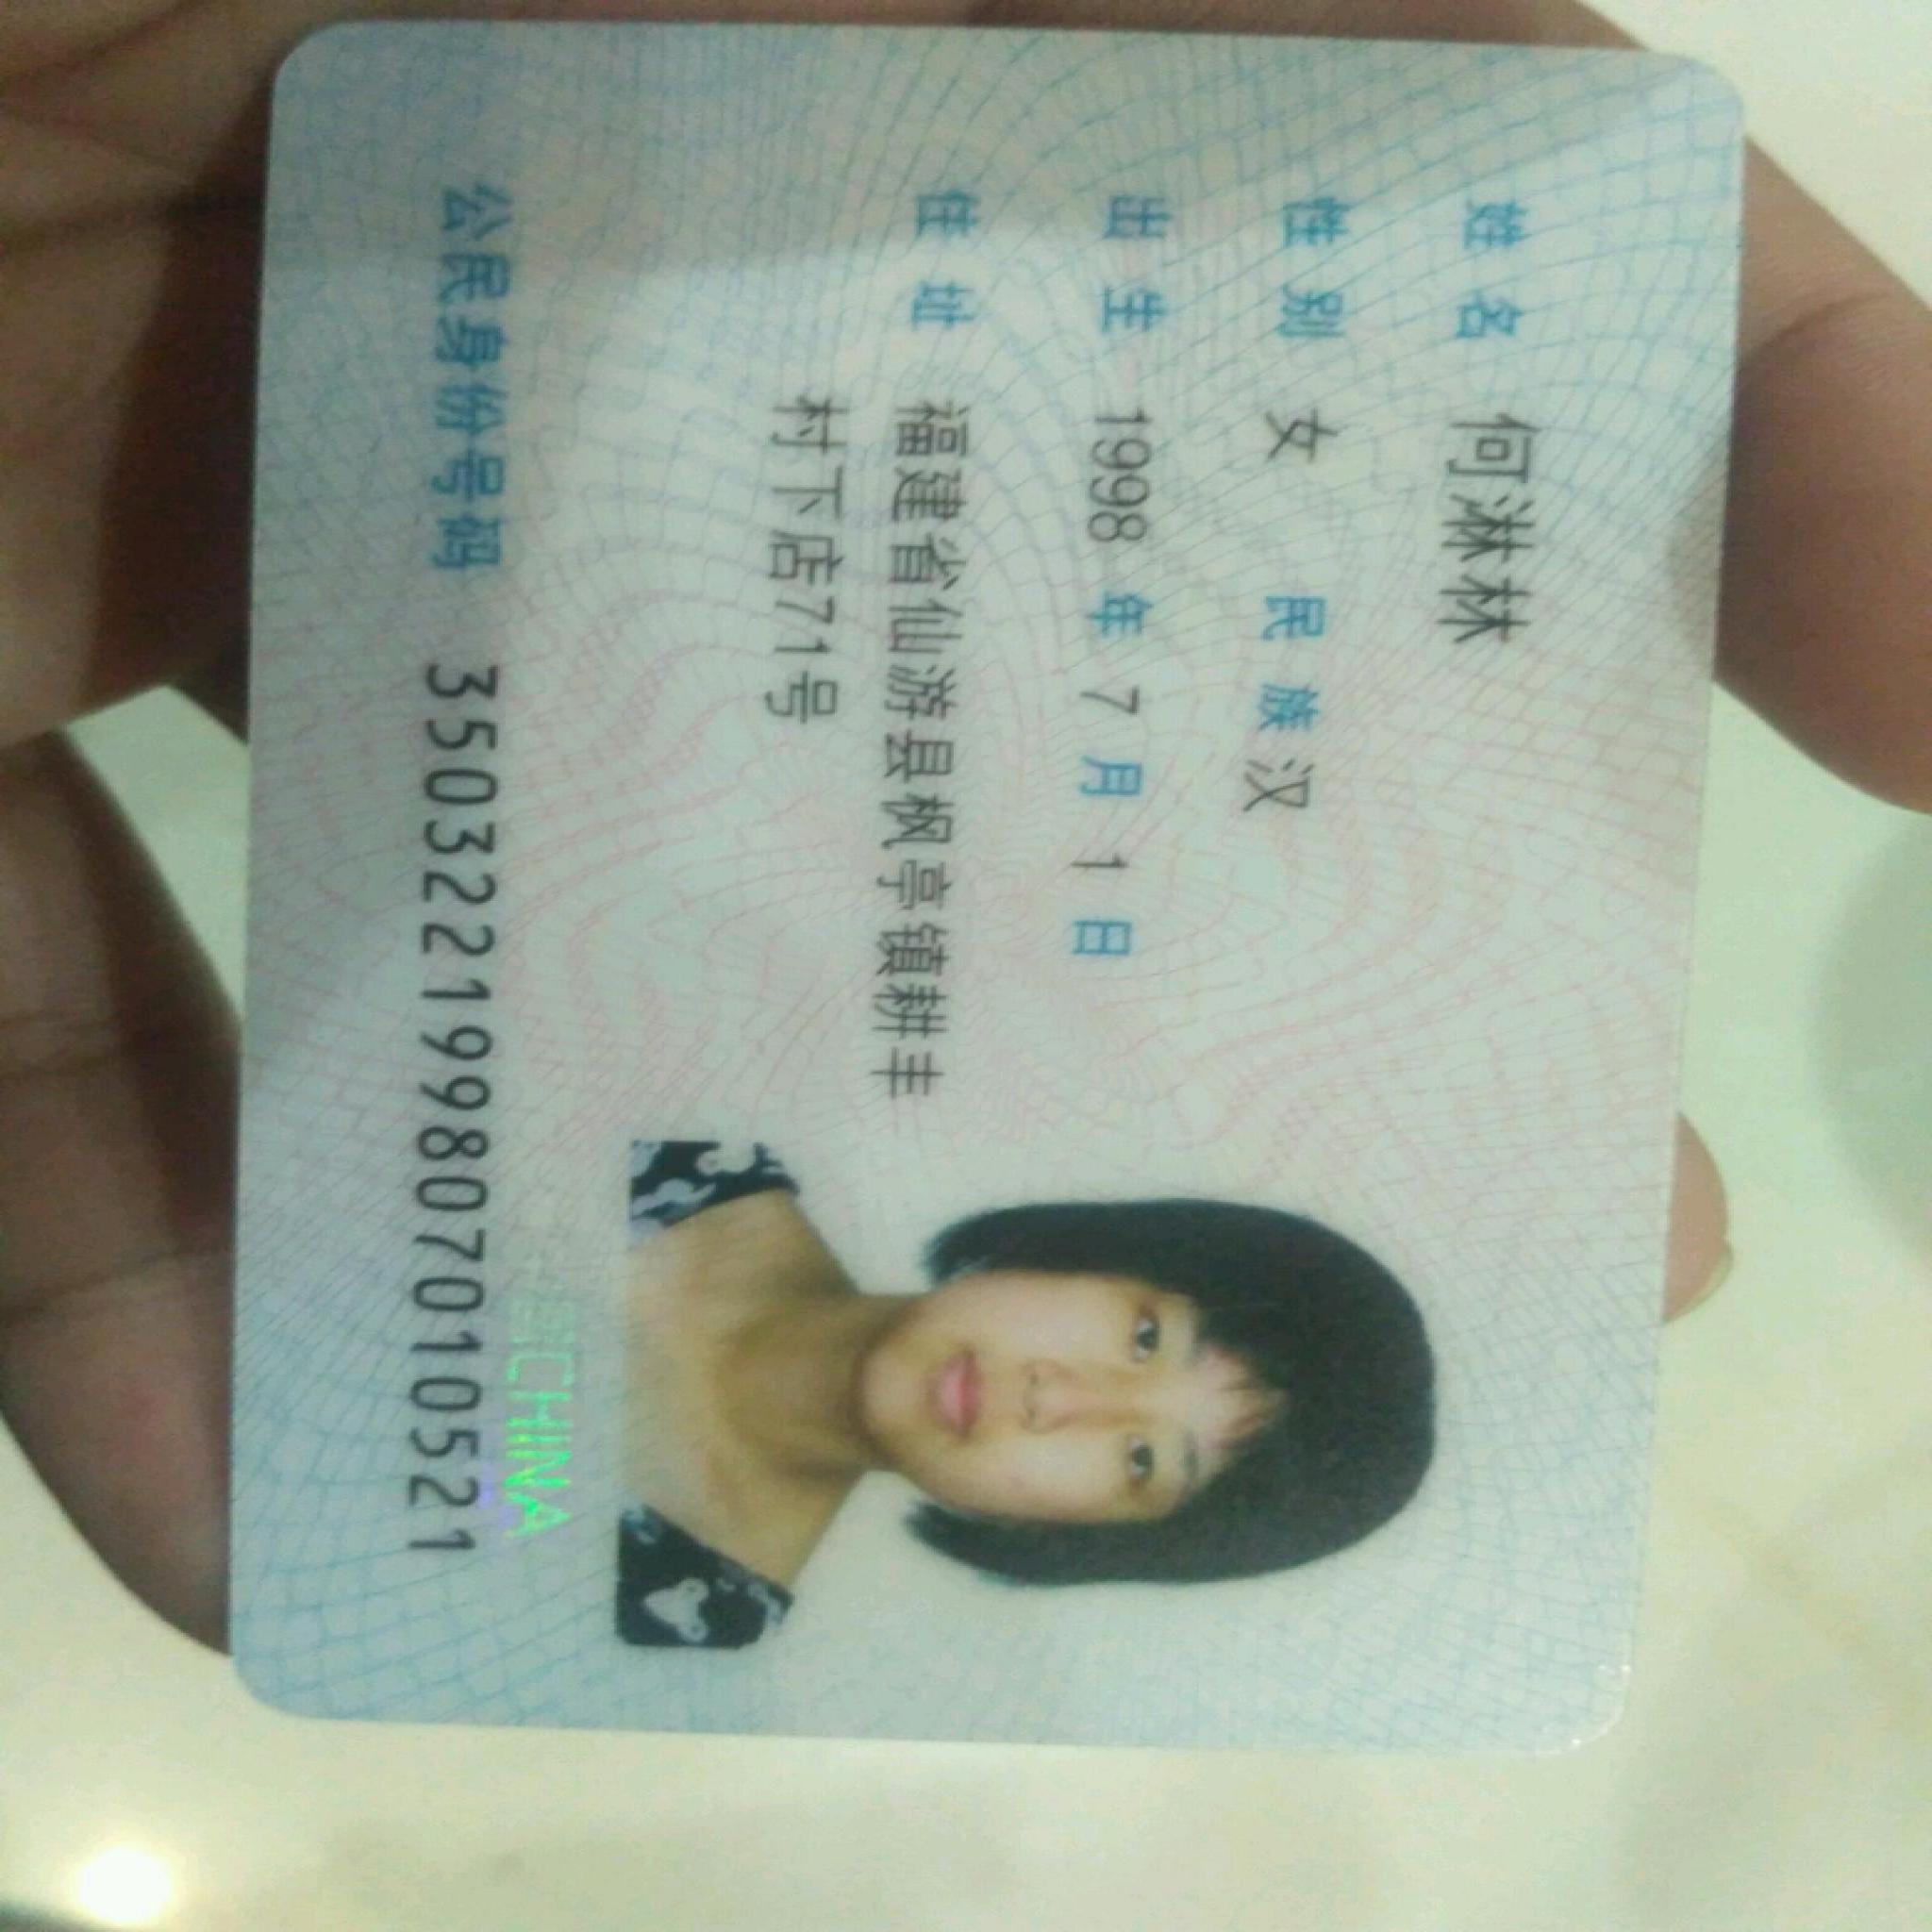 姓名 何淋林
性别 女 民族 汉
出生 1998 年 7 月 1 日
住址 福建省仙游县枫亭镇耕丰
村下店71号
CHINA
公民身份号码 350322199807010521